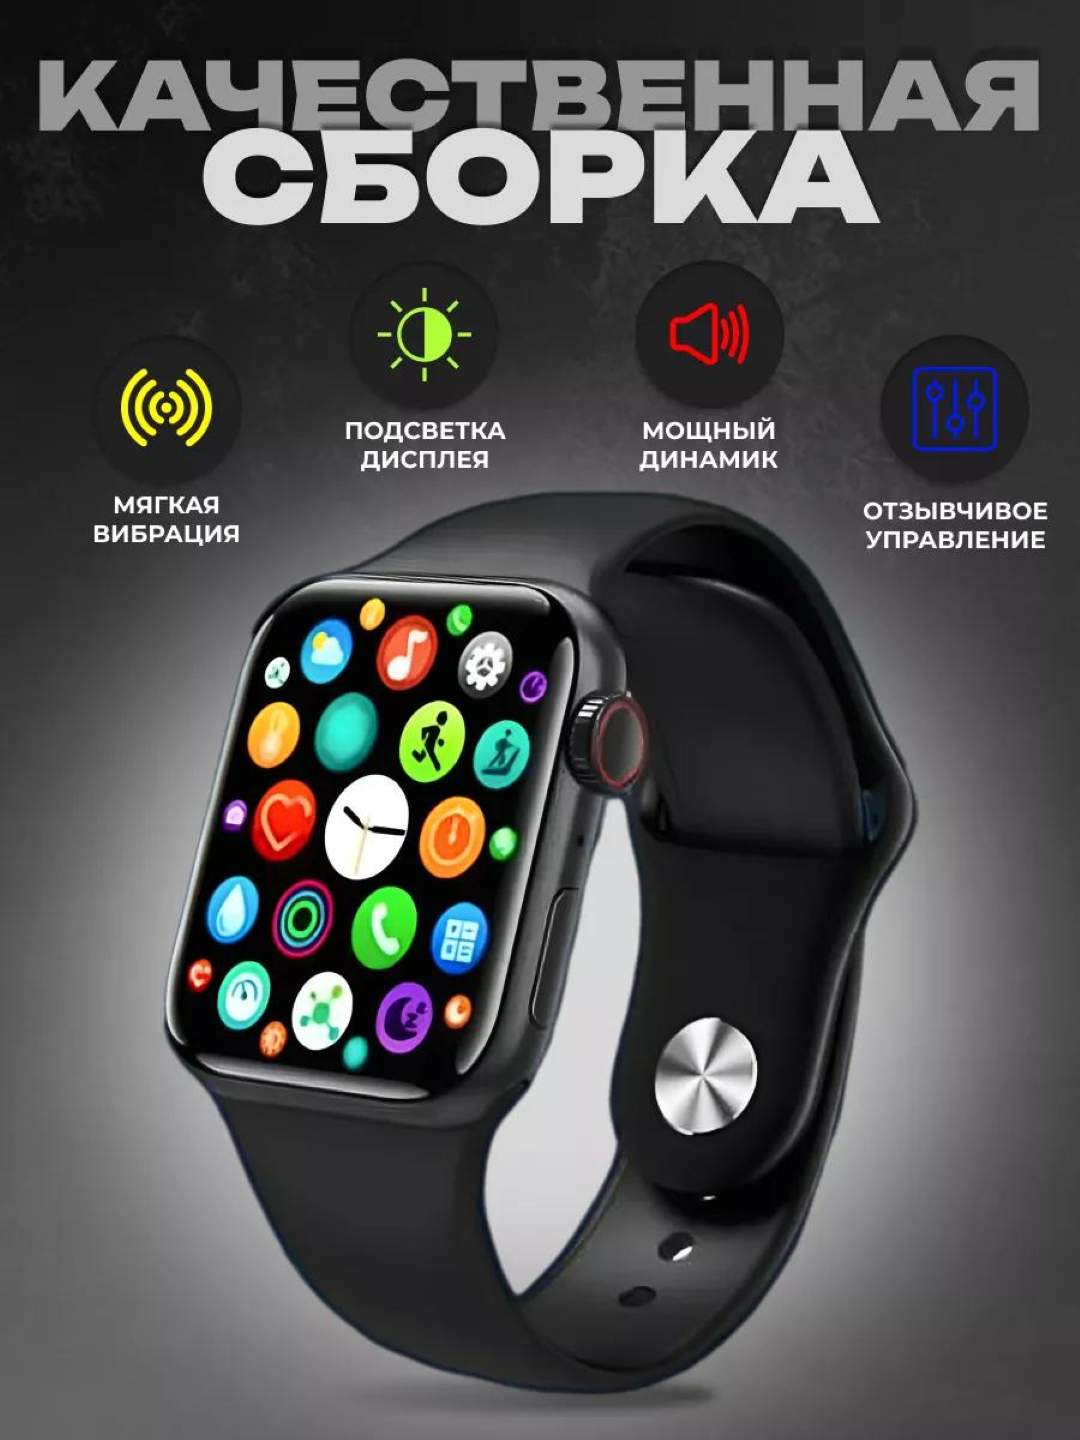 КАЧЕСТВЕННАЯ
СБОРКА
ПОДСВЕТКА
ДИСПЛЕЯ
МОЩНЫЙ
ДИНАМИК
МЯГКАЯ
ВИБРАЦИЯ
ОТЗЫВЧИВОЕ
УПРАВЛЕНИЕ